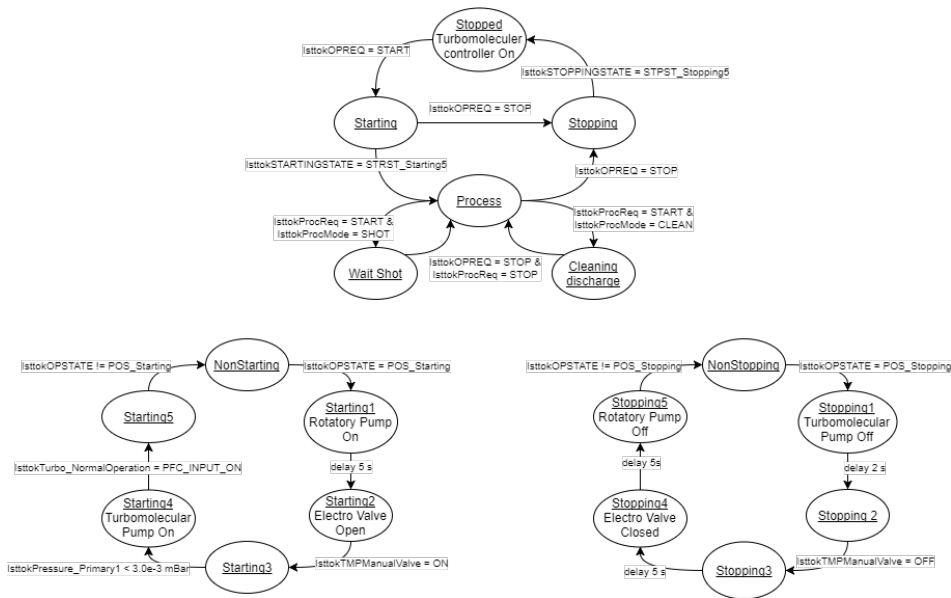 Stopped
Turbomoleculer
controller On
IsttokOPREQ = START
IsttokSTOPPINGSTATE = STPST_Stopping5
IsttokOPREQ = STOP
Starting
Stopping
IsttokSTARTINGSTATE = STRST_Starting5
IsttokOPREQ = STOP
Process
IsttokProcReq = START &
IsttokProcMode = SHOT
IsttokProcReq = START &
IsttokProcMode = CLEAN
IsttokOPREQ = STOP &
IsttokProcReq = STOP
Wait Shot
Cleaning
discharge
IsttokOPSTATE != POS_Starting
NonStarting
IsttokOPSTATE = POS_Starting
Starting5
Starting1
Rotatory Pump
On
IsttokTurbo_NormalOperation = PFC_INPUT_ON
delay 5 s
Starting4
Turbomolecular
Pump On
Starting2
Electro Valve
Open
IsttokPressure_Primary1 < 3.0e-3 mBar
Starting3
IsttokTMPManualValve = ON
IsttokOPSTATE != POS_Stopping
NonStopping
IsttokOPSTATE = POS_Stopping
Stopping5
Rotatory Pump
Off
Stopping1
Turbomolecular
Pump Off
delay 5s
delay 2 s
Stopping4
Electro Valve
Closed
Stopping 2
delay 5 s
Stopping3
IsttokTMPManualValve = OFF